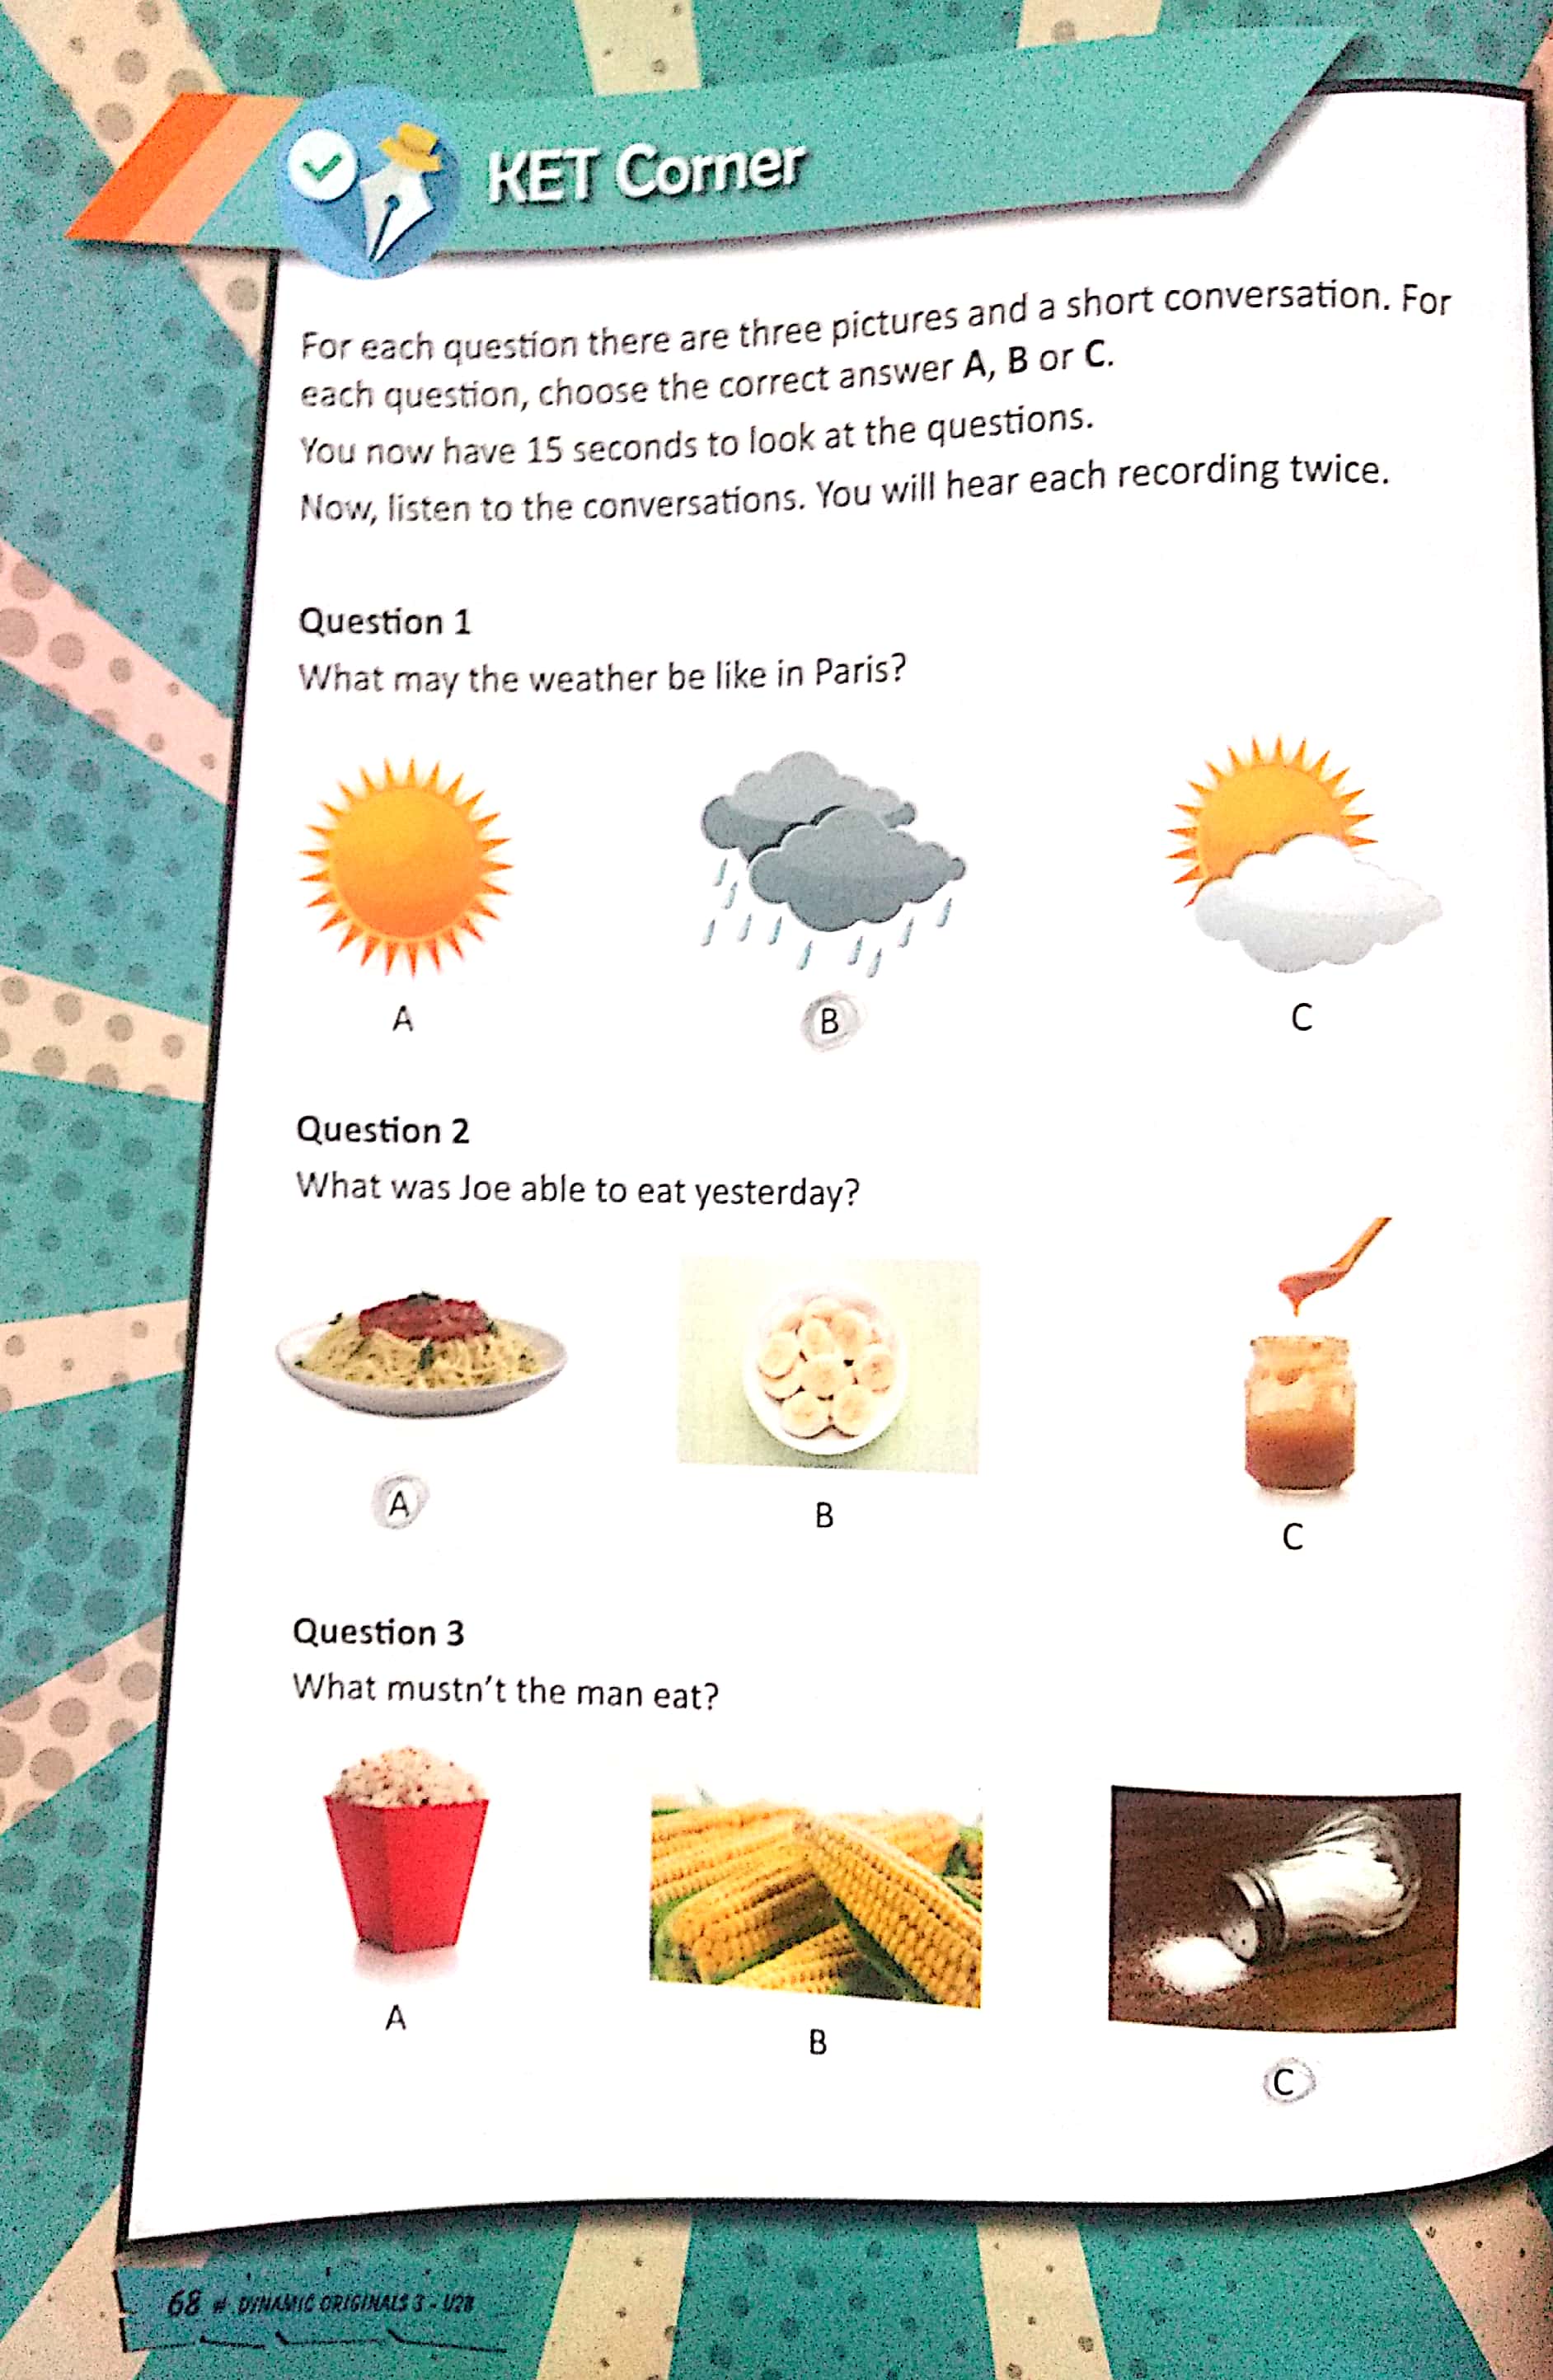 KET Corner
For each question there are three pictures and a short conversation. For
each question, choose the correct answer A, B or C.
You now have 15 seconds to look at the questions.
Now, listen to the conversations. You will hear each recording twice.
Question 1
What may the weather be like in Paris?
A
B
C
Question 2
What was Joe able to eat yesterday?
A
B
C
Question 3
What mustn't the man eat?
A
B
C
68 # DYNAMIC ORIGINALS 3 - U28